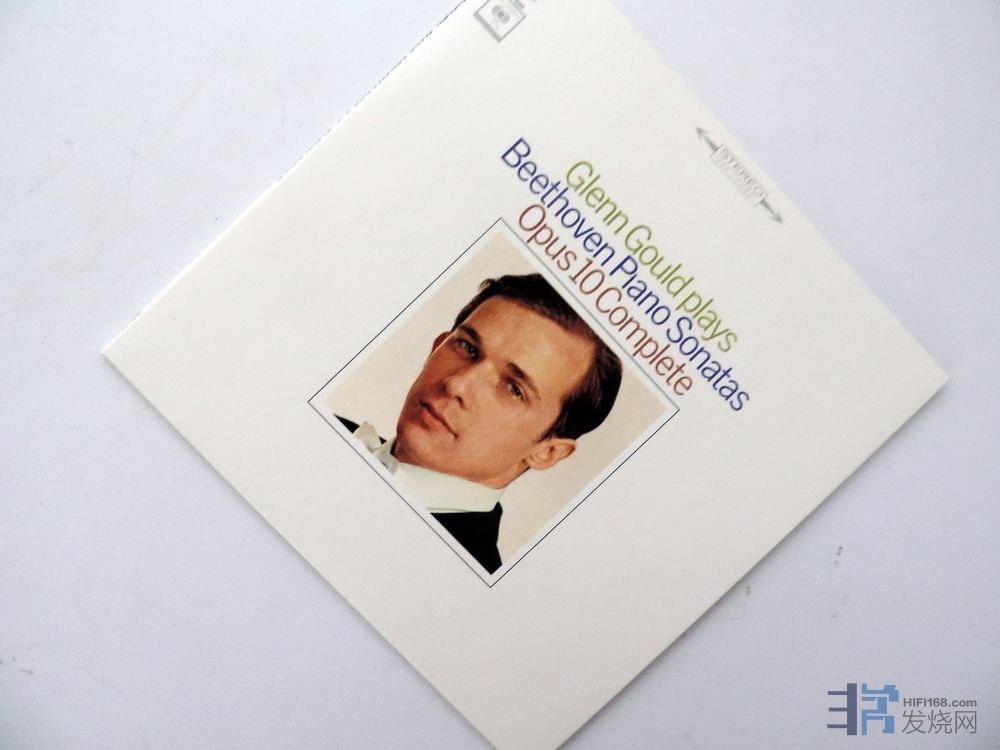 STEREO
Glenn Gould plays
Beethoven Piano Sonatas
Opus 10 Complete
HIFI168.com
发烧网